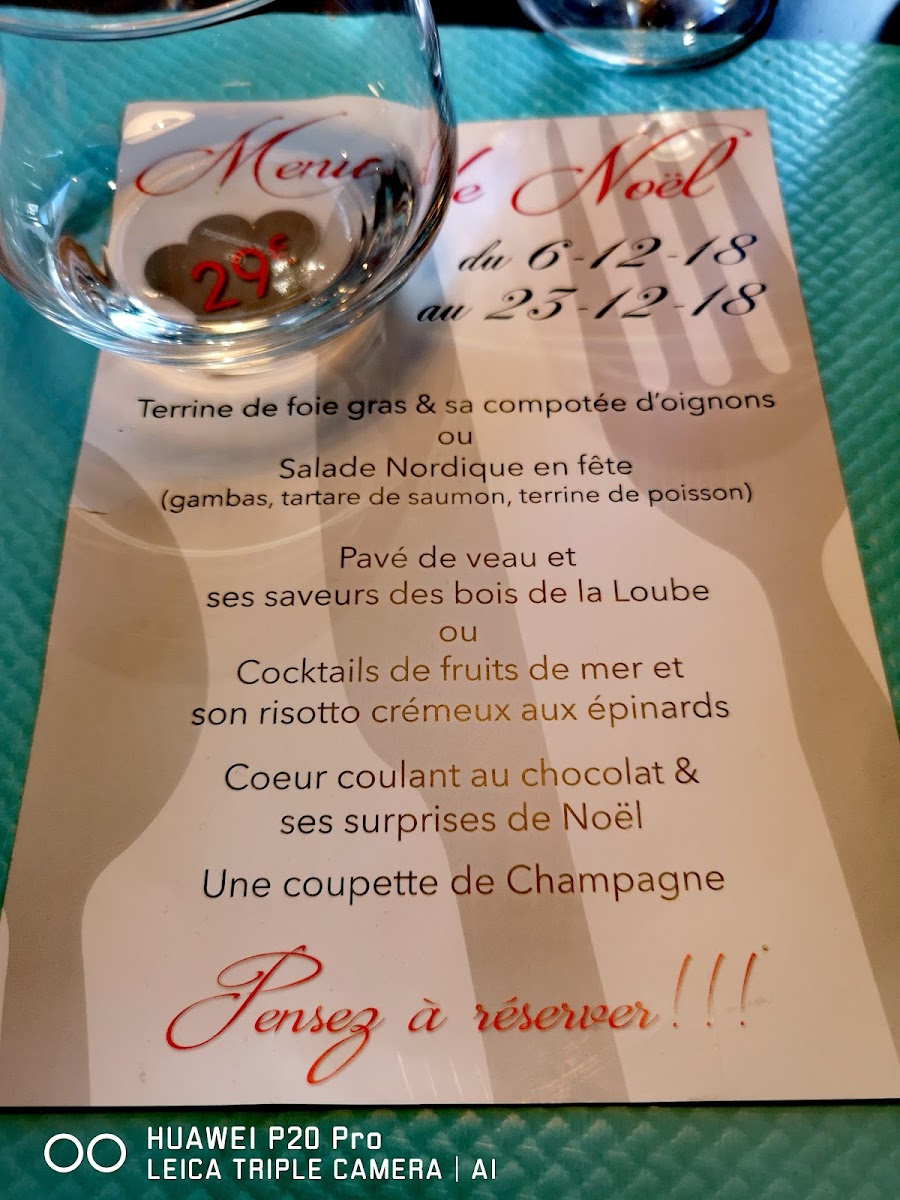 Menu de Noël
29€
du 6-12-18
au 23-12-18
Terrine de foie gras & sa compotée d'oignons
ou
Salade Nordique en fête
(gambas, tartare de saumon, terrine de poisson)
Pavé de veau et
ses saveurs des bois de la Loube
ou
Cocktails de fruits de mer et
son risotto crémeux aux épinards
Coeur coulant au chocolat &
ses surprises de Noël
Une coupette de Champagne
Pensez à réserver!!!
HUAWEI P20 Pro
LEICA TRIPLE CAMERA | AI